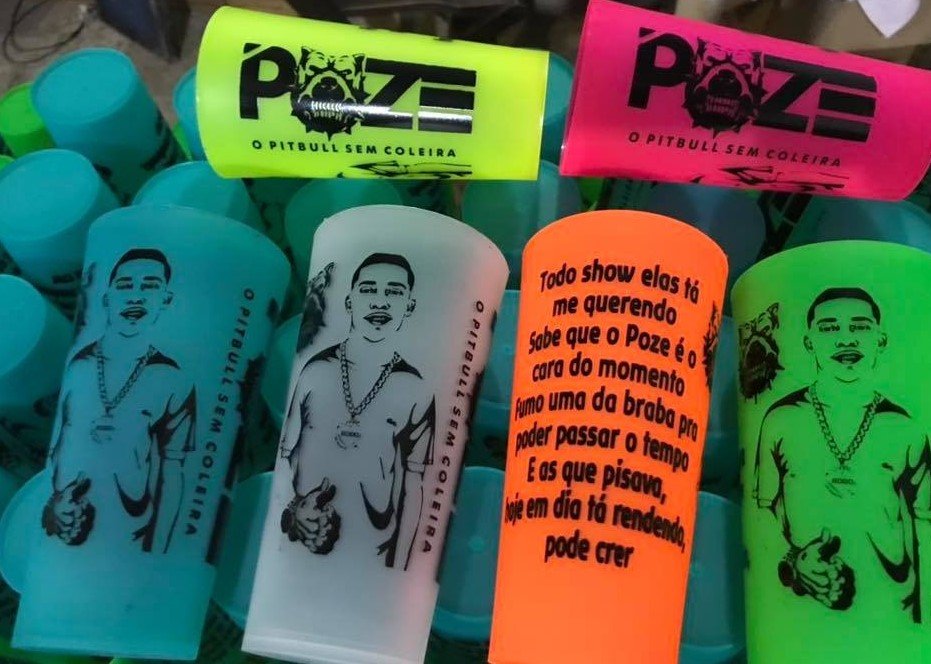 POZE
O PITBULL SEM COLEIRA
POZE
O PITBULL SEM COLEIRA
O PITBULL SEM COLEIRA
O PITBULL SEM COLEIRA
Todo show elas tá
me querendo
Sabe que o Poze é o
cara do momento
Fumo uma da braba pra
poder passar o tempo
E as que pisava,
hoje em dia tá rendendo,
pode crer